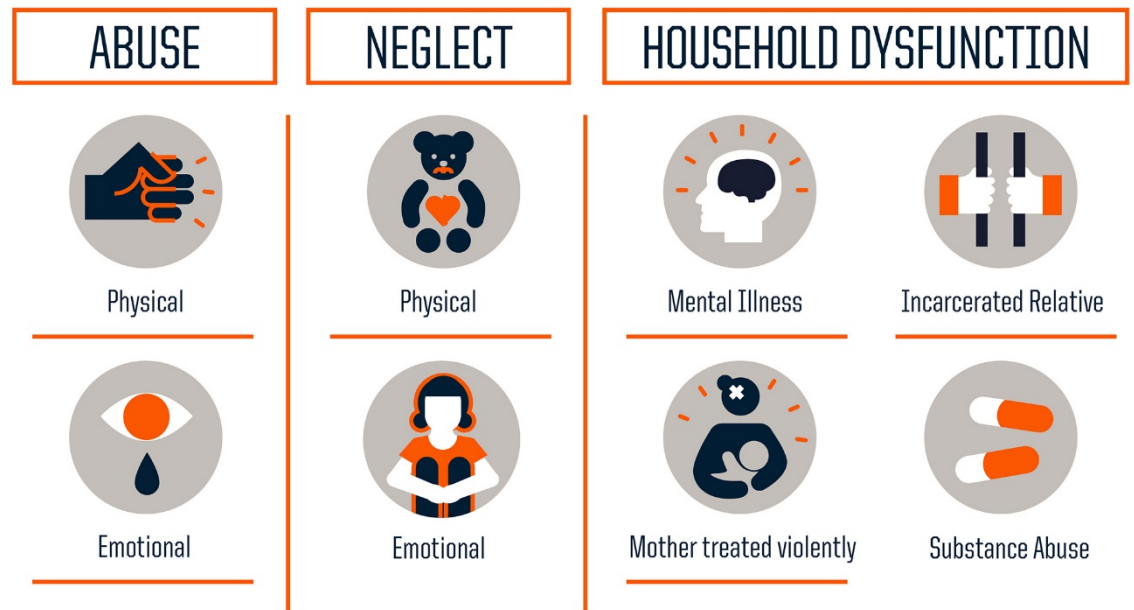 ABUSE
NEGLECT
HOUSEHOLD DYSFUNCTION
Physical
Physical
Mental Illness
Incarcerated Relative
Emotional
Emotional
Mother treated violently
Substance Abuse